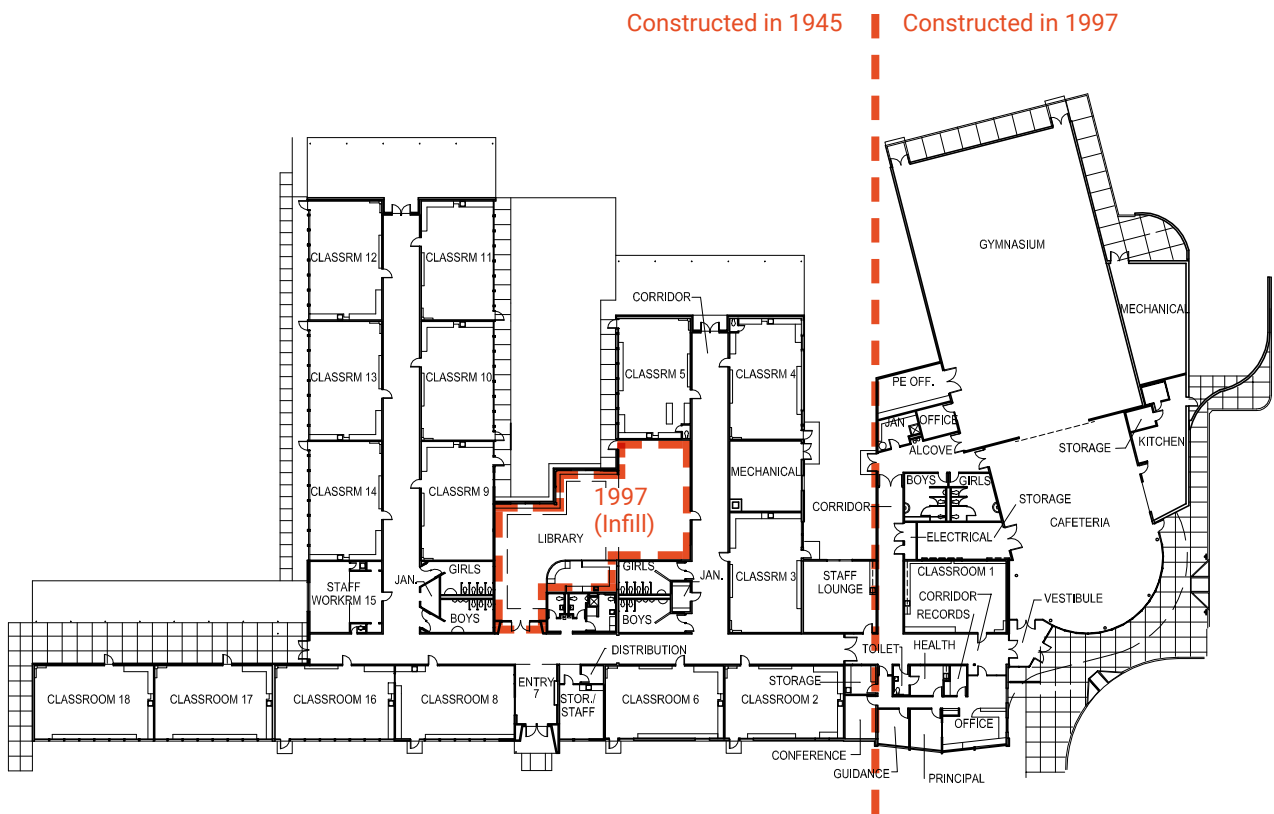 Constructed in 1945
Constructed in 1997
GYMNASIUM
CLASSRM 12
CLASSRM 11
CORRIDOR
MECHANICAL
CLASSRM 13
CLASSRM 10
CLASSRM 5
CLASSRM 4
PE OFF.
JAN
OFFICE
STORAGE
KITCHEN
ALCOVE
MECHANICAL
BOYS
GIRLS
CLASSRM 14
CLASSRM 9
1997
(Infill)
STORAGE
CORRIDOR
CAFETERIA
LIBRARY
ELECTRICAL
GIRLS
GIRLS
JAN.
JAN.
CLASSRM 3
STAFF
LOUNGE
CLASSROOM 1
STAFF
WORKRM 15
CORRIDOR
VESTIBULE
RECORDS
BOYS
BOYS
DISTRIBUTION
TOILET
HEALTH
STORAGE
CLASSROOM 18
CLASSROOM 17
CLASSROOM 16
CLASSROOM 8
ENTRY
7
STOR./
STAFF
CLASSROOM 6
CLASSROOM 2
OFFICE
CONFERENCE
GUIDANCE
PRINCIPAL